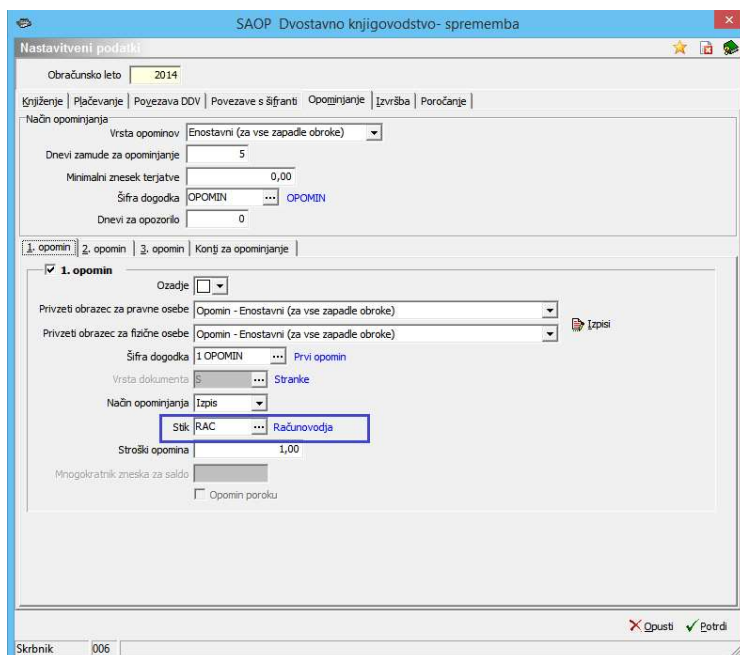 SAOP Dvostavno knjigovodstvo- sprememba
Nastavitveni podatki
Obračunsko leto 2014
Knjiženje Plačevanje Povezava DDV Povezave s šifranti Opominjanje Izvršba Poročanje
Način opominjanja
Vrsta opominov Enostavni (za vse zapadle obroke)
Dnevi zamude za opominjanje 5
Minimalni znesek terjatve 0,00
Šifra dogodka OPOMIN ... OPOMIN
Dnevi za opozorilo 0
1. opomin 2. opomin 3. opomin Konti za opominjanje
1. opomin
Ozadje
Privzeti obrazec za pravne osebe Opomin - Enostavni (za vse zapadle obroke)
Izpisi
Privzeti obrazec za fizične osebe Opomin - Enostavni (za vse zapadle obroke)
Šifra dogodka 1 OPOMIN ... Prvi opomin
Vrsta dokumenta S ... Stranke
Način opominjanja Izpis
Stik RAC ... Računovodja
Stroški opomina 1,00
Mnogokratnik zneska za saldo
Opomin poroku
Opusti Potrdi
Skrbnik 006